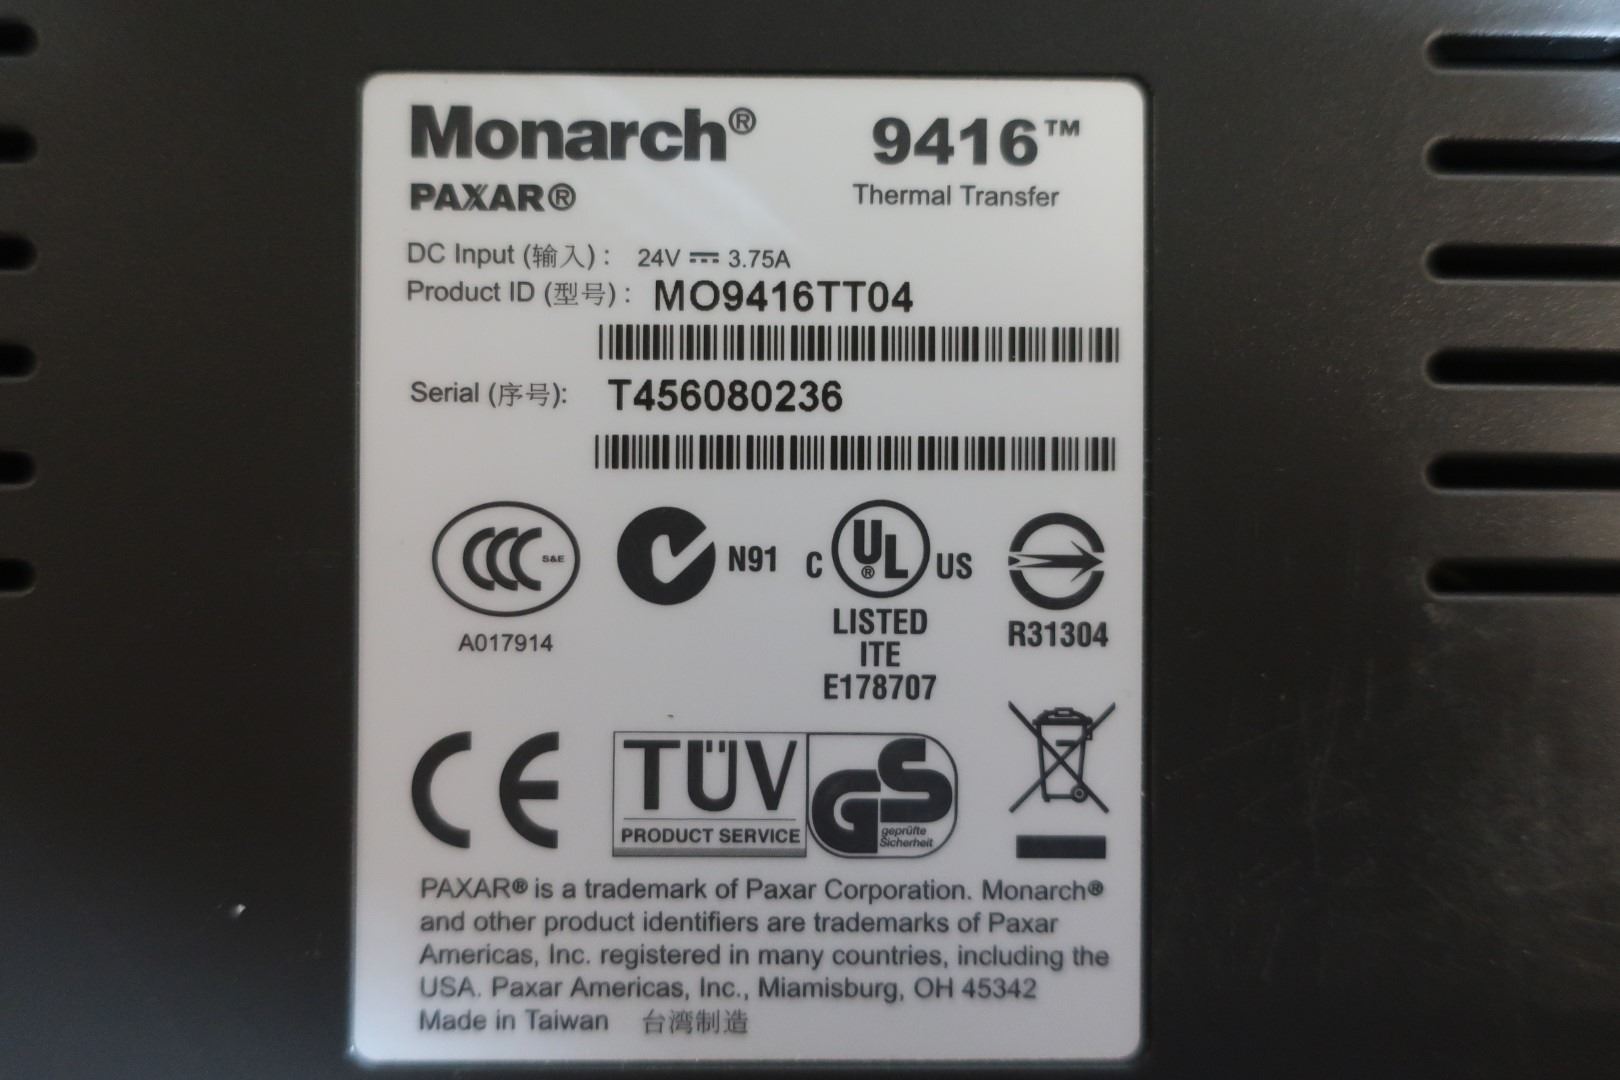 Monarch® 9416™
PAXAR® Thermal Transfer
DC Input (输入) : 24V 3.75A
Product ID (型号) : MO9416TT04
Serial (序号): T456080236
CCC S&E
A017914
N91
C UL® US
LISTED
ITE
E178707
R31304
CE
TÜV
PRODUCT SERVICE
GS
geprüfte
Sicherheit
PAXAR® is a trademark of Paxar Corporation. Monarch®
and other product identifiers are trademarks of Paxar
Americas, Inc. registered in many countries, including the
USA. Paxar Americas, Inc., Miamisburg, OH 45342
Made in Taiwan 台湾制造